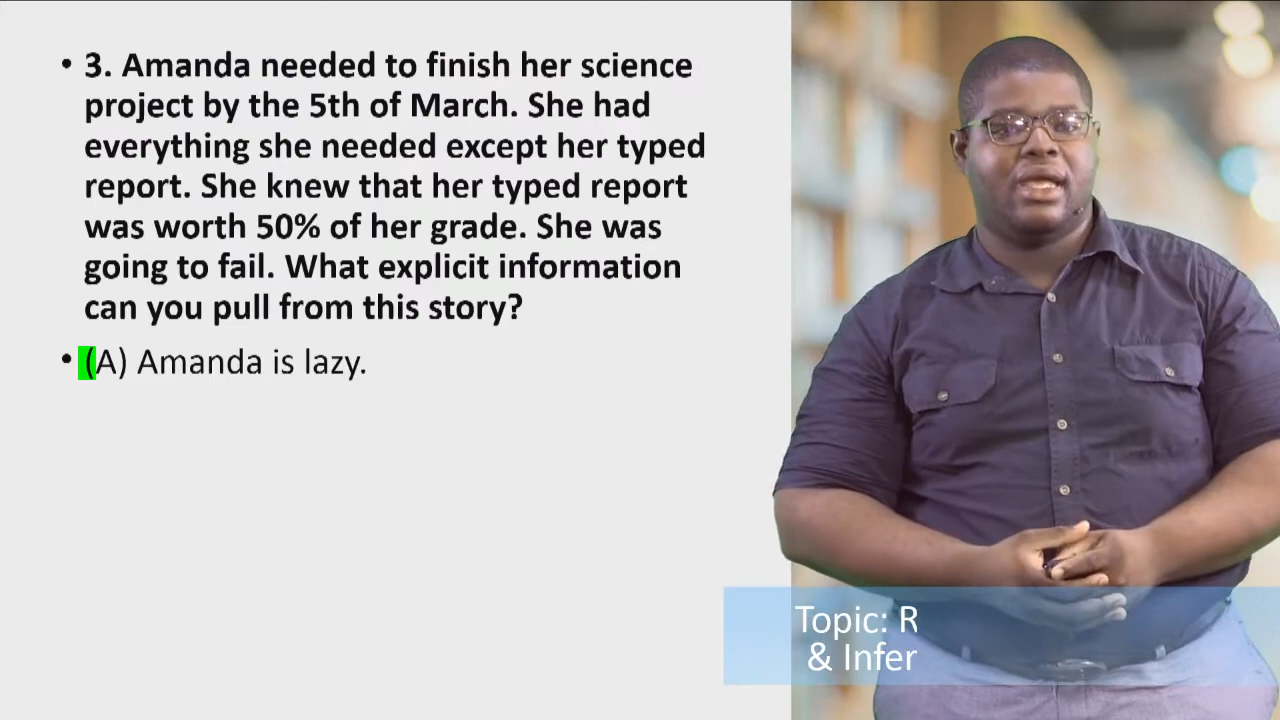 • 3. Amanda needed to finish her science
project by the 5th of March. She had
everything she needed except her typed
report. She knew that her typed report
was worth 50% of her grade. She was
going to fail. What explicit information
can you pull from this story?
• (A) Amanda is lazy.
Topic: R
& Infer